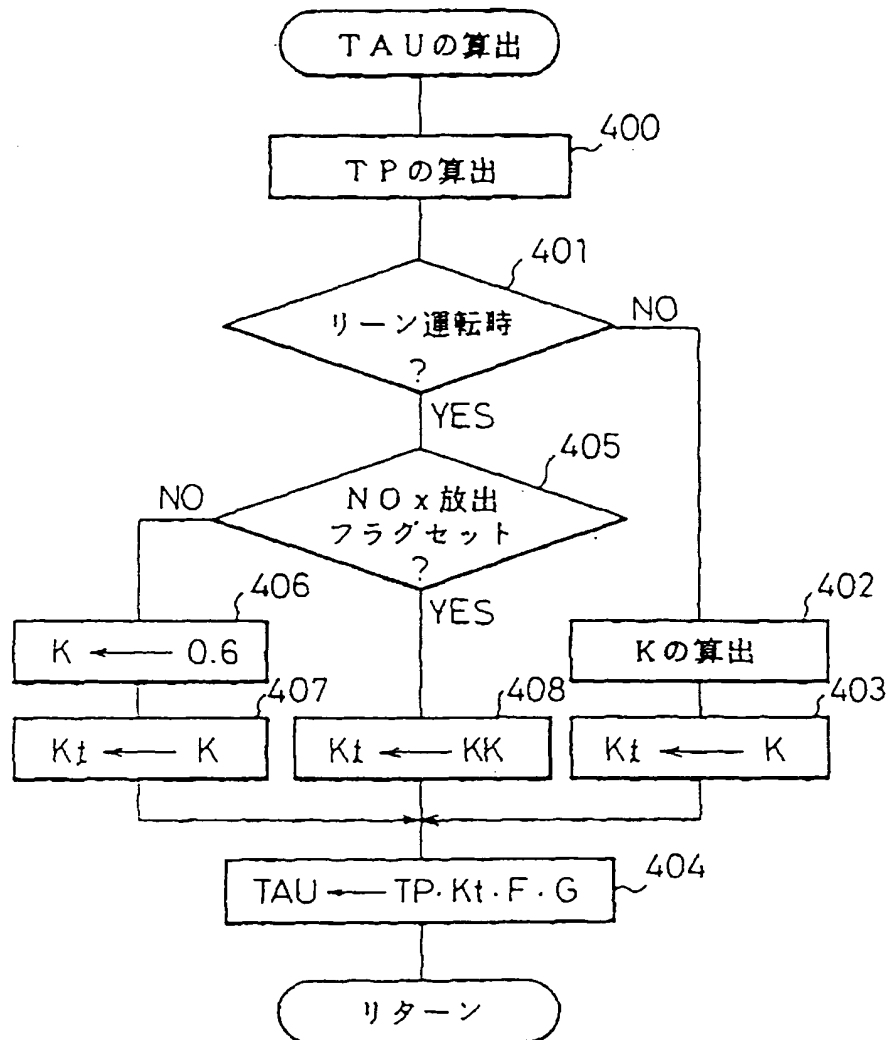 TAUの算出
400
TPの算出
401
リーン運転時
?
NO
YES
405
NOx放出
フラグセット
?
NO
YES
406
K ← 0.6
402
Kの算出
407
Kt ← K
408
Kt ← KK
403
Kt ← K
404
TAU ← TP・Kt・F・G
リターン